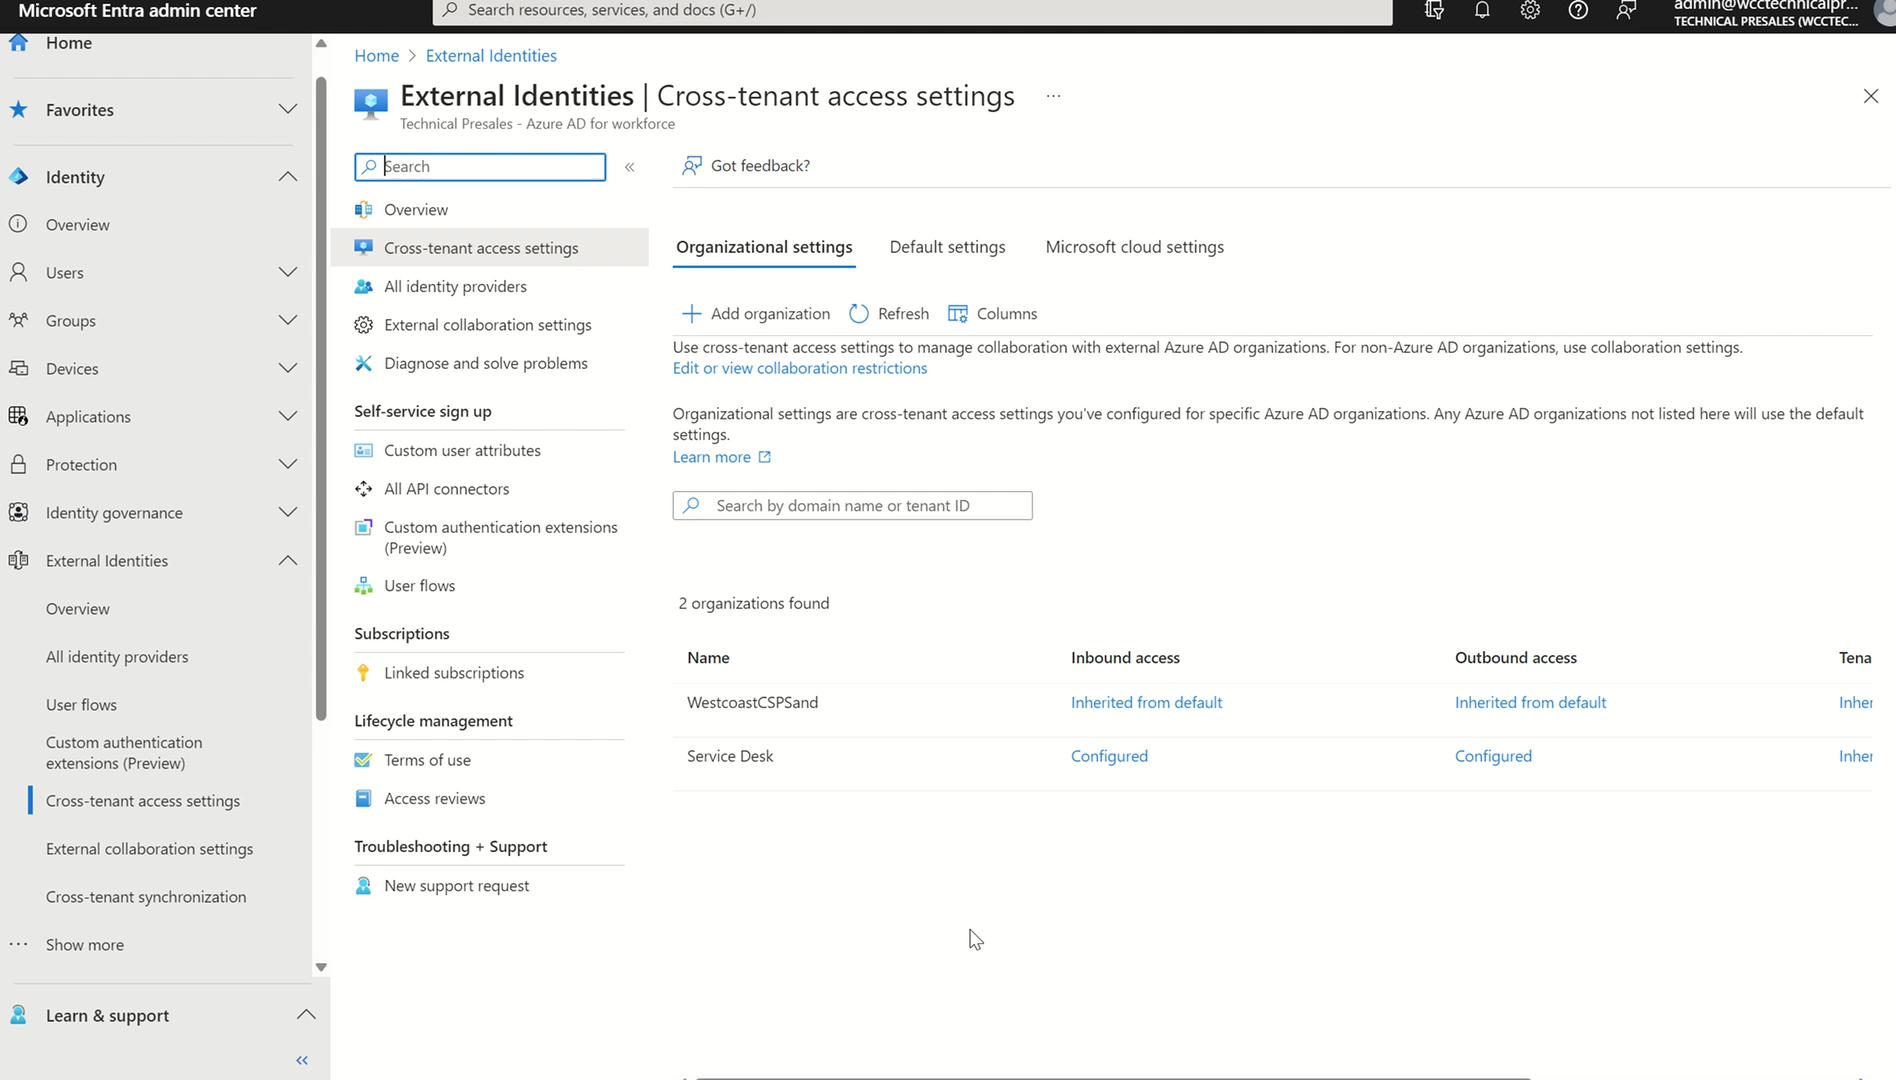 Microsoft Entra admin center
Search resources, services, and docs (G+/)
admin@wcctechnicalpr...
TECHNICAL PRESALES (WCCTEC...
Home
Favorites
Identity
Overview
Users
Groups
Devices
Applications
Protection
Identity governance
External Identities
Overview
All identity providers
User flows
Custom authentication
extensions (Preview)
Cross-tenant access settings
External collaboration settings
Cross-tenant synchronization
Show more
Learn & support
Home > External Identities
External Identities | Cross-tenant access settings ...
Technical Presales - Azure AD for workforce
Search
Overview
Cross-tenant access settings
All identity providers
External collaboration settings
Diagnose and solve problems
Self-service sign up
Custom user attributes
All API connectors
Custom authentication extensions
(Preview)
User flows
Subscriptions
Linked subscriptions
Lifecycle management
Terms of use
Access reviews
Troubleshooting + Support
New support request
Got feedback?
Organizational settings Default settings Microsoft cloud settings
Add organization Refresh Columns
Use cross-tenant access settings to manage collaboration with external Azure AD organizations. For non-Azure AD organizations, use collaboration settings.
Edit or view collaboration restrictions
Organizational settings are cross-tenant access settings you've configured for specific Azure AD organizations. Any Azure AD organizations not listed here will use the default
settings.
Learn more
Search by domain name or tenant ID
2 organizations found
Name Inbound access Outbound access Tena
WestcoastCSPSand Inherited from default Inherited from default Inher
Service Desk Configured Configured Inher